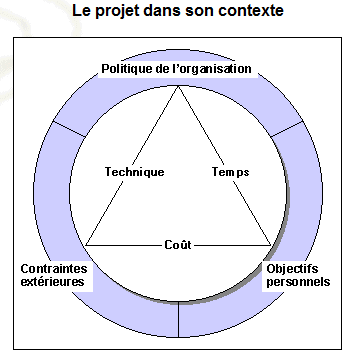 Le projet dans son contexte
Politique de l'organisation
Technique
Temps
Coût
Contraintes
extérieures
Objectifs
personnels